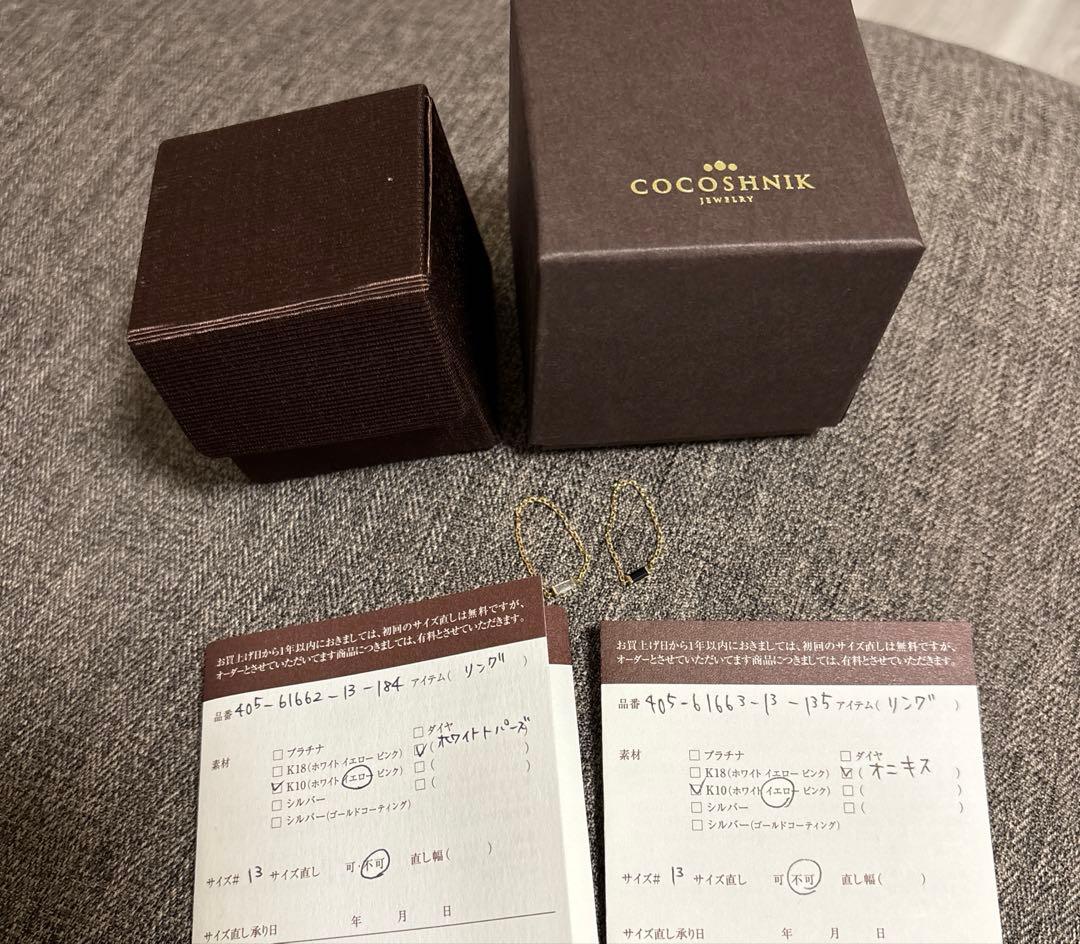 COCOSHNIK
JEWELRY
お買上げ日から1年以内におきましては、初回のサイズ直しは無料ですが、
オーダーとさせていただいてます商品につきましては、有料とさせていただきます。
品番 405-61662-13-184 アイテム( リング )
素材
□ プラチナ
□ K18(ホワイト イエロー ピンク)
☑ K10(ホワイト イエロー ピンク)
□ シルバー
□ シルバー(ゴールドコーティング)
□ ダイヤ
☑ (ホワイトトパーズ)
□ ( )
□ (
サイズ# 13 サイズ直し 可・不可 直し幅( )
サイズ直し承り日 年 月 日
お買上げ日から1年以内におきましては、初回のサイズ直しは無料ですが、
オーダーとさせていただいてます商品につきましては、有料とさせていただきます。
品番 405-61663-13-135 アイテム( リング )
素材
□ プラチナ
□ K18(ホワイト イエロー ピンク)
☑ K10(ホワイト イエロー ピンク)
□ シルバー
□ シルバー(ゴールドコーティング)
□ ダイヤ
☑ ( オニキス )
□ ( )
□ ( )
サイズ# 13 サイズ直し 可 不可 直し幅( )
サイズ直し承り日 年 月 日